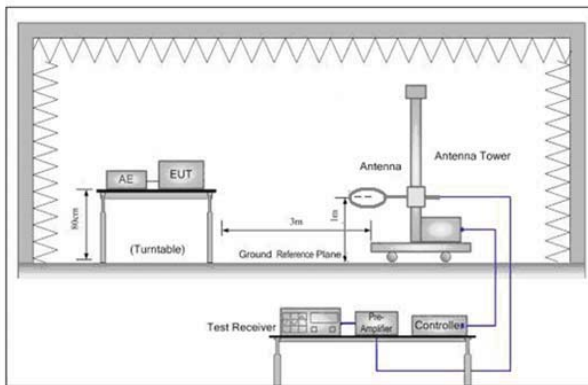 AE
EUT
80cm
(Turntable)
3m
Antenna
Antenna Tower
1m
Ground Reference Plane
Test Receiver
Pre-
Amplifier
Controller